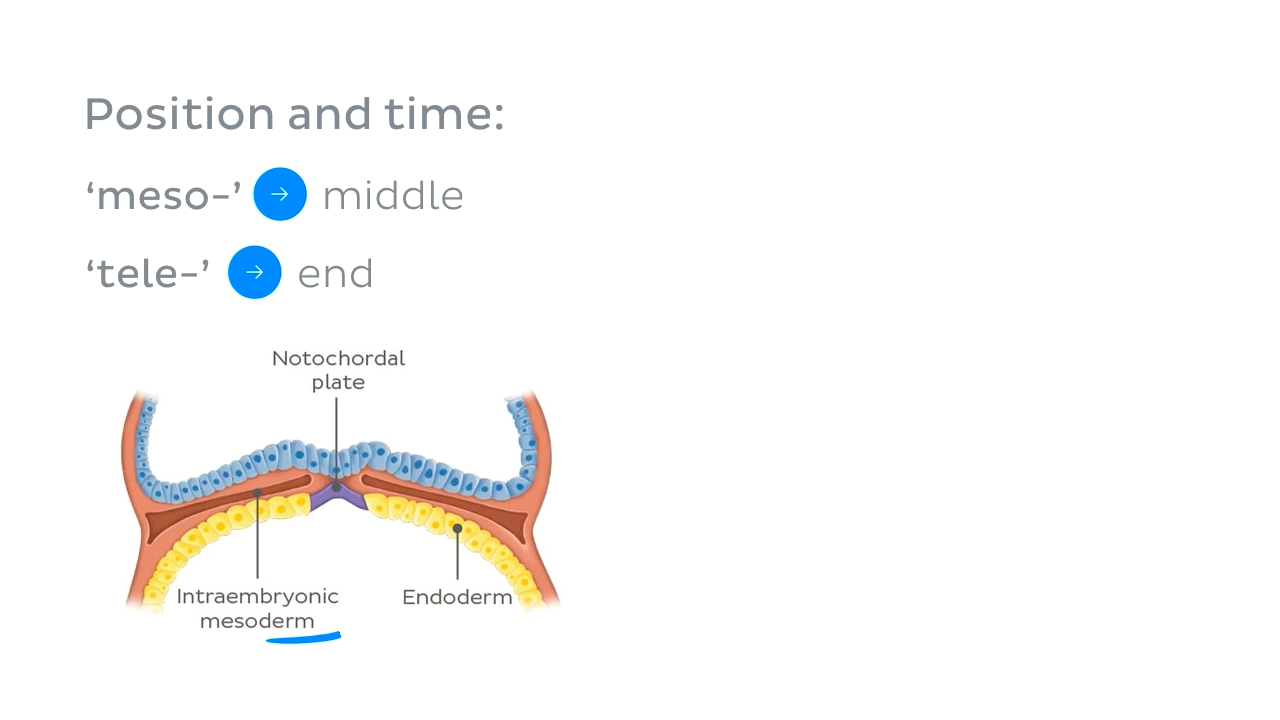 Position and time:
‘meso-’ → middle
‘tele-’ → end
Notochordal
plate
Intraembryonic
mesoderm
Endoderm